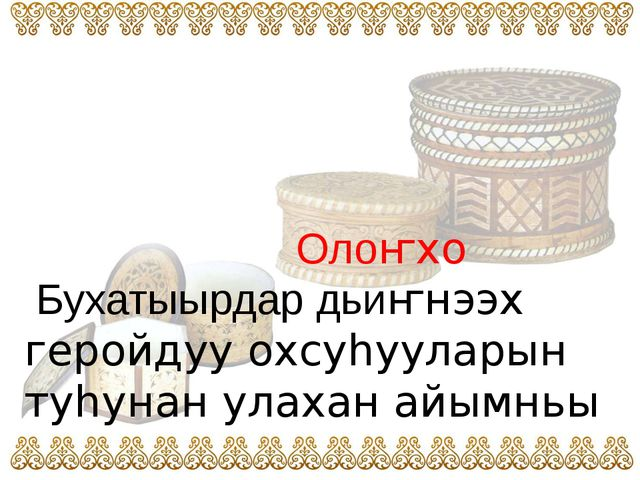 Олоҥхо
Бухатыырдар дьиҥнээх
геройдуу охсуһууларын
туһунан улахан айымньы